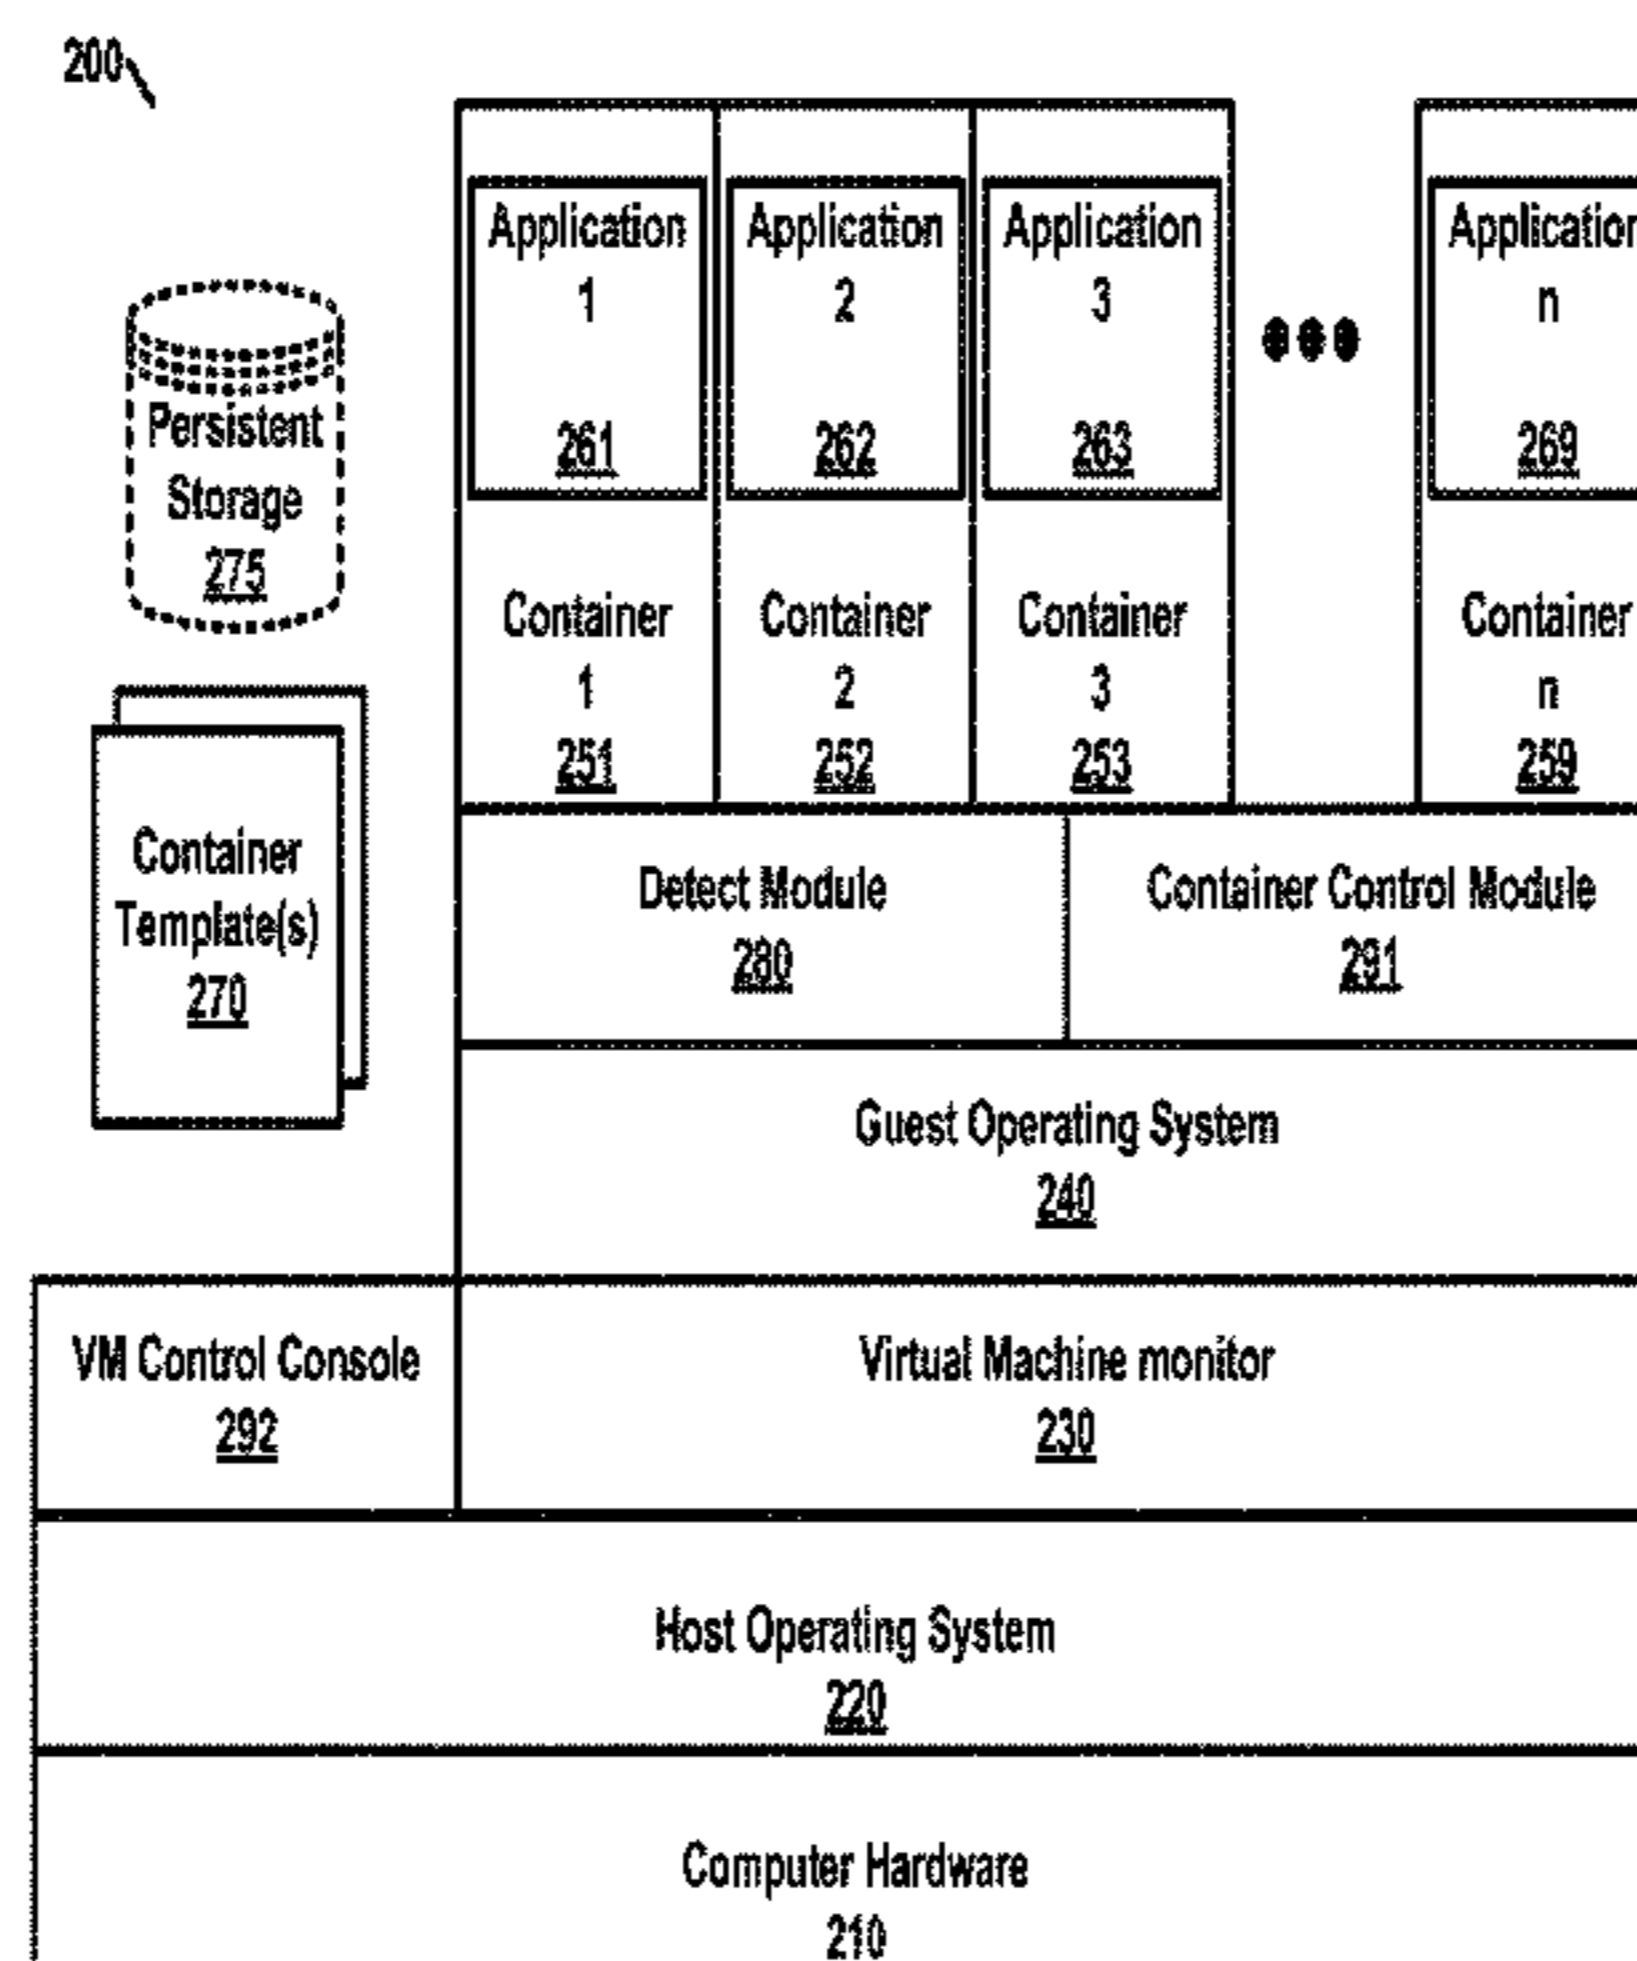 200
Application
1
261
Application
2
262
Application
3
263
Application
n
269
Persistent
Storage
275
Container
1
251
Container
2
252
Container
3
253
Container
n
259
Container
Template(s)
270
Detect Module
280
Container Control Module
291
Guest Operating System
240
VM Control Console
292
Virtual Machine monitor
230
Host Operating System
220
Computer Hardware
210